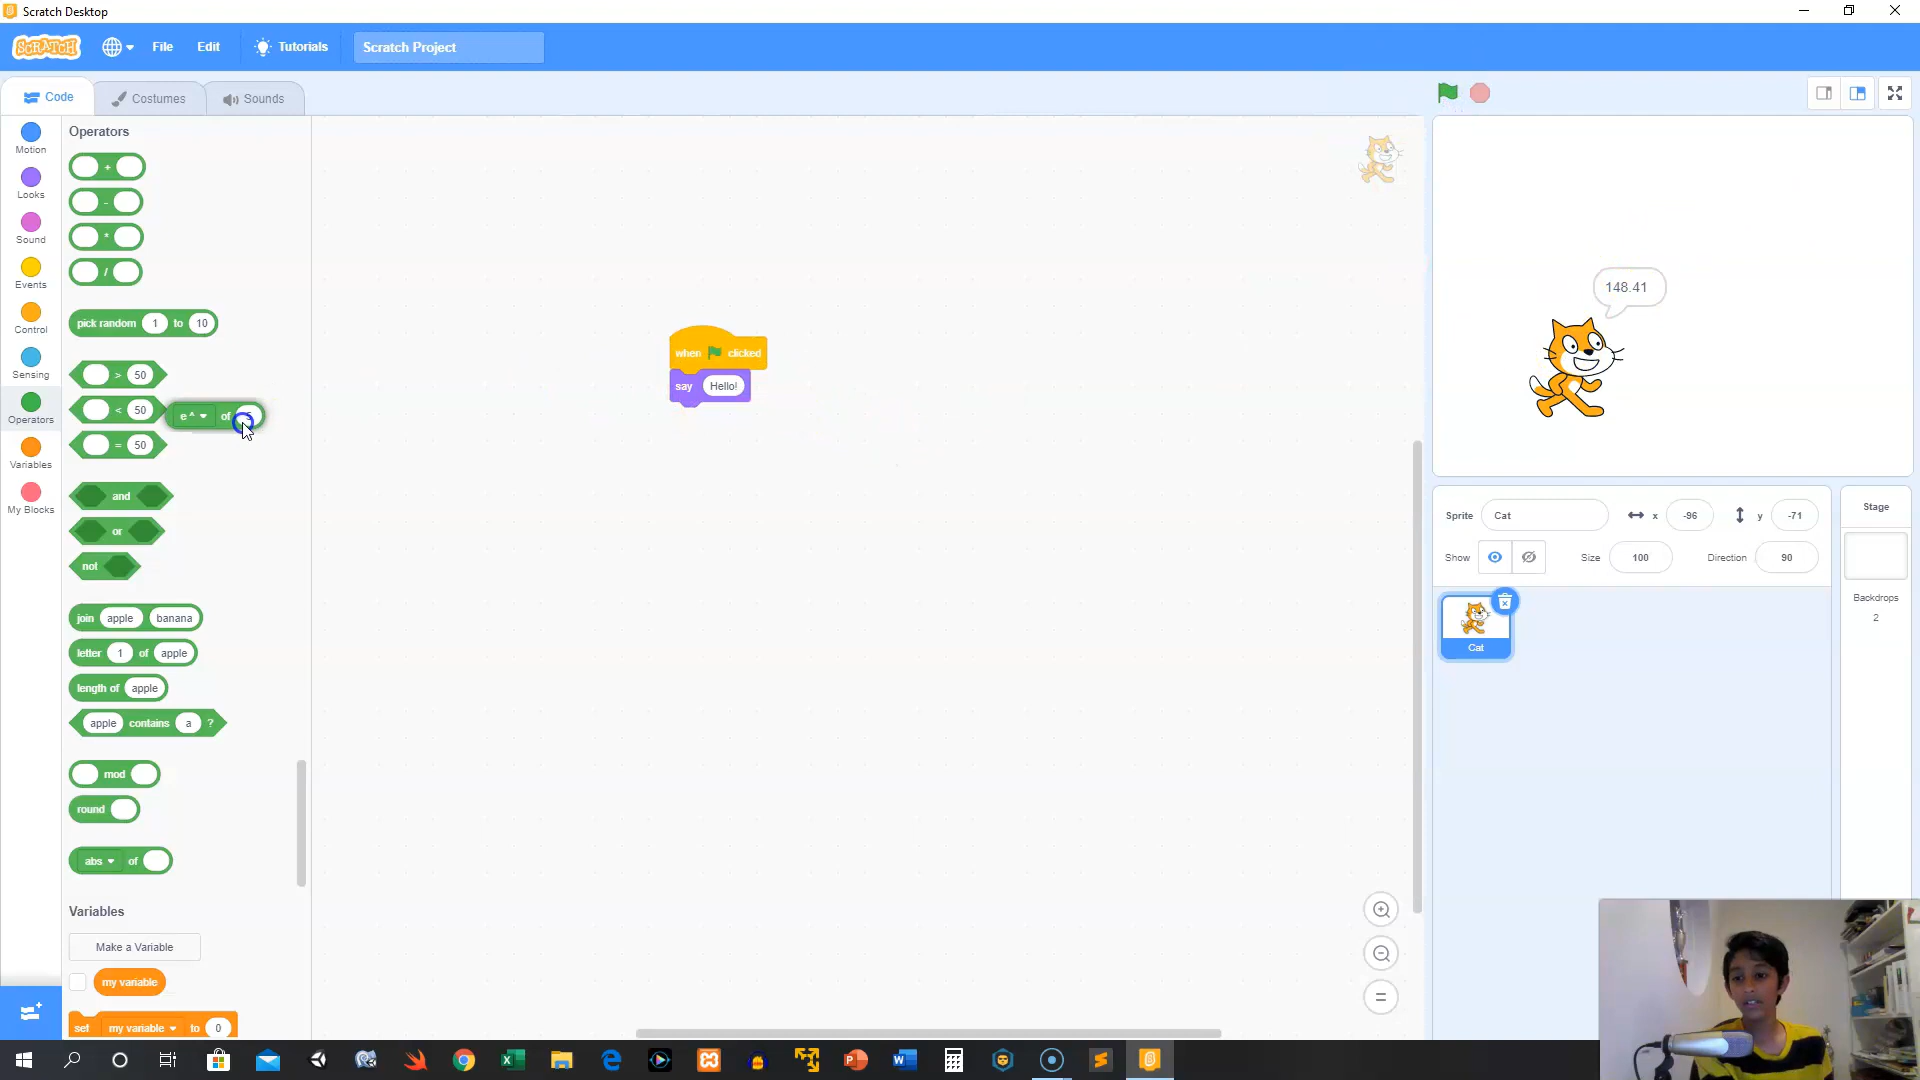 Scratch Desktop
SCRATCH File Edit Tutorials Scratch Project
Code Costumes Sounds
Motion
Looks
Sound
Events
Control
Sensing
Operators
Variables
My Blocks
Operators
+
-
*
/
pick random 1 to 10
> 50
< 50
= 50
e ^ of
and
or
not
join apple banana
letter 1 of apple
length of apple
apple contains a ?
mod
round
abs of
Variables
Make a Variable
my variable
set my variable to 0
when clicked
say Hello!
148.41
Sprite Cat x -96 y -71
Show Size 100 Direction 90
Cat
Stage
Backdrops
2